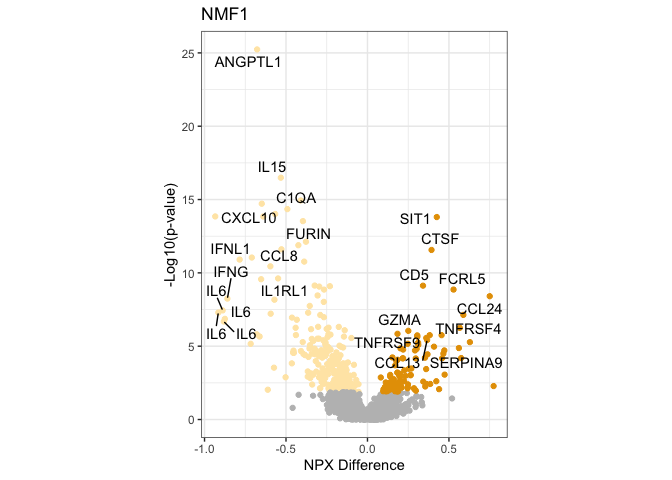 NMF1
25
ANGPTL1
20
IL15
C1QA
15
CXCL10
SIT1
FURIN
CTSF
IFNL1
CCL8
10
IFNG
CD5
FCRL5
IL6
IL1RL1
IL6
CCL24
GZMA
TNFRSF4
IL6
IL6
TNFRSF9
5
CCL13
SERPINA9
0
-1.0
-0.5
0.0
0.5
NPX Difference
-Log10(p-value)